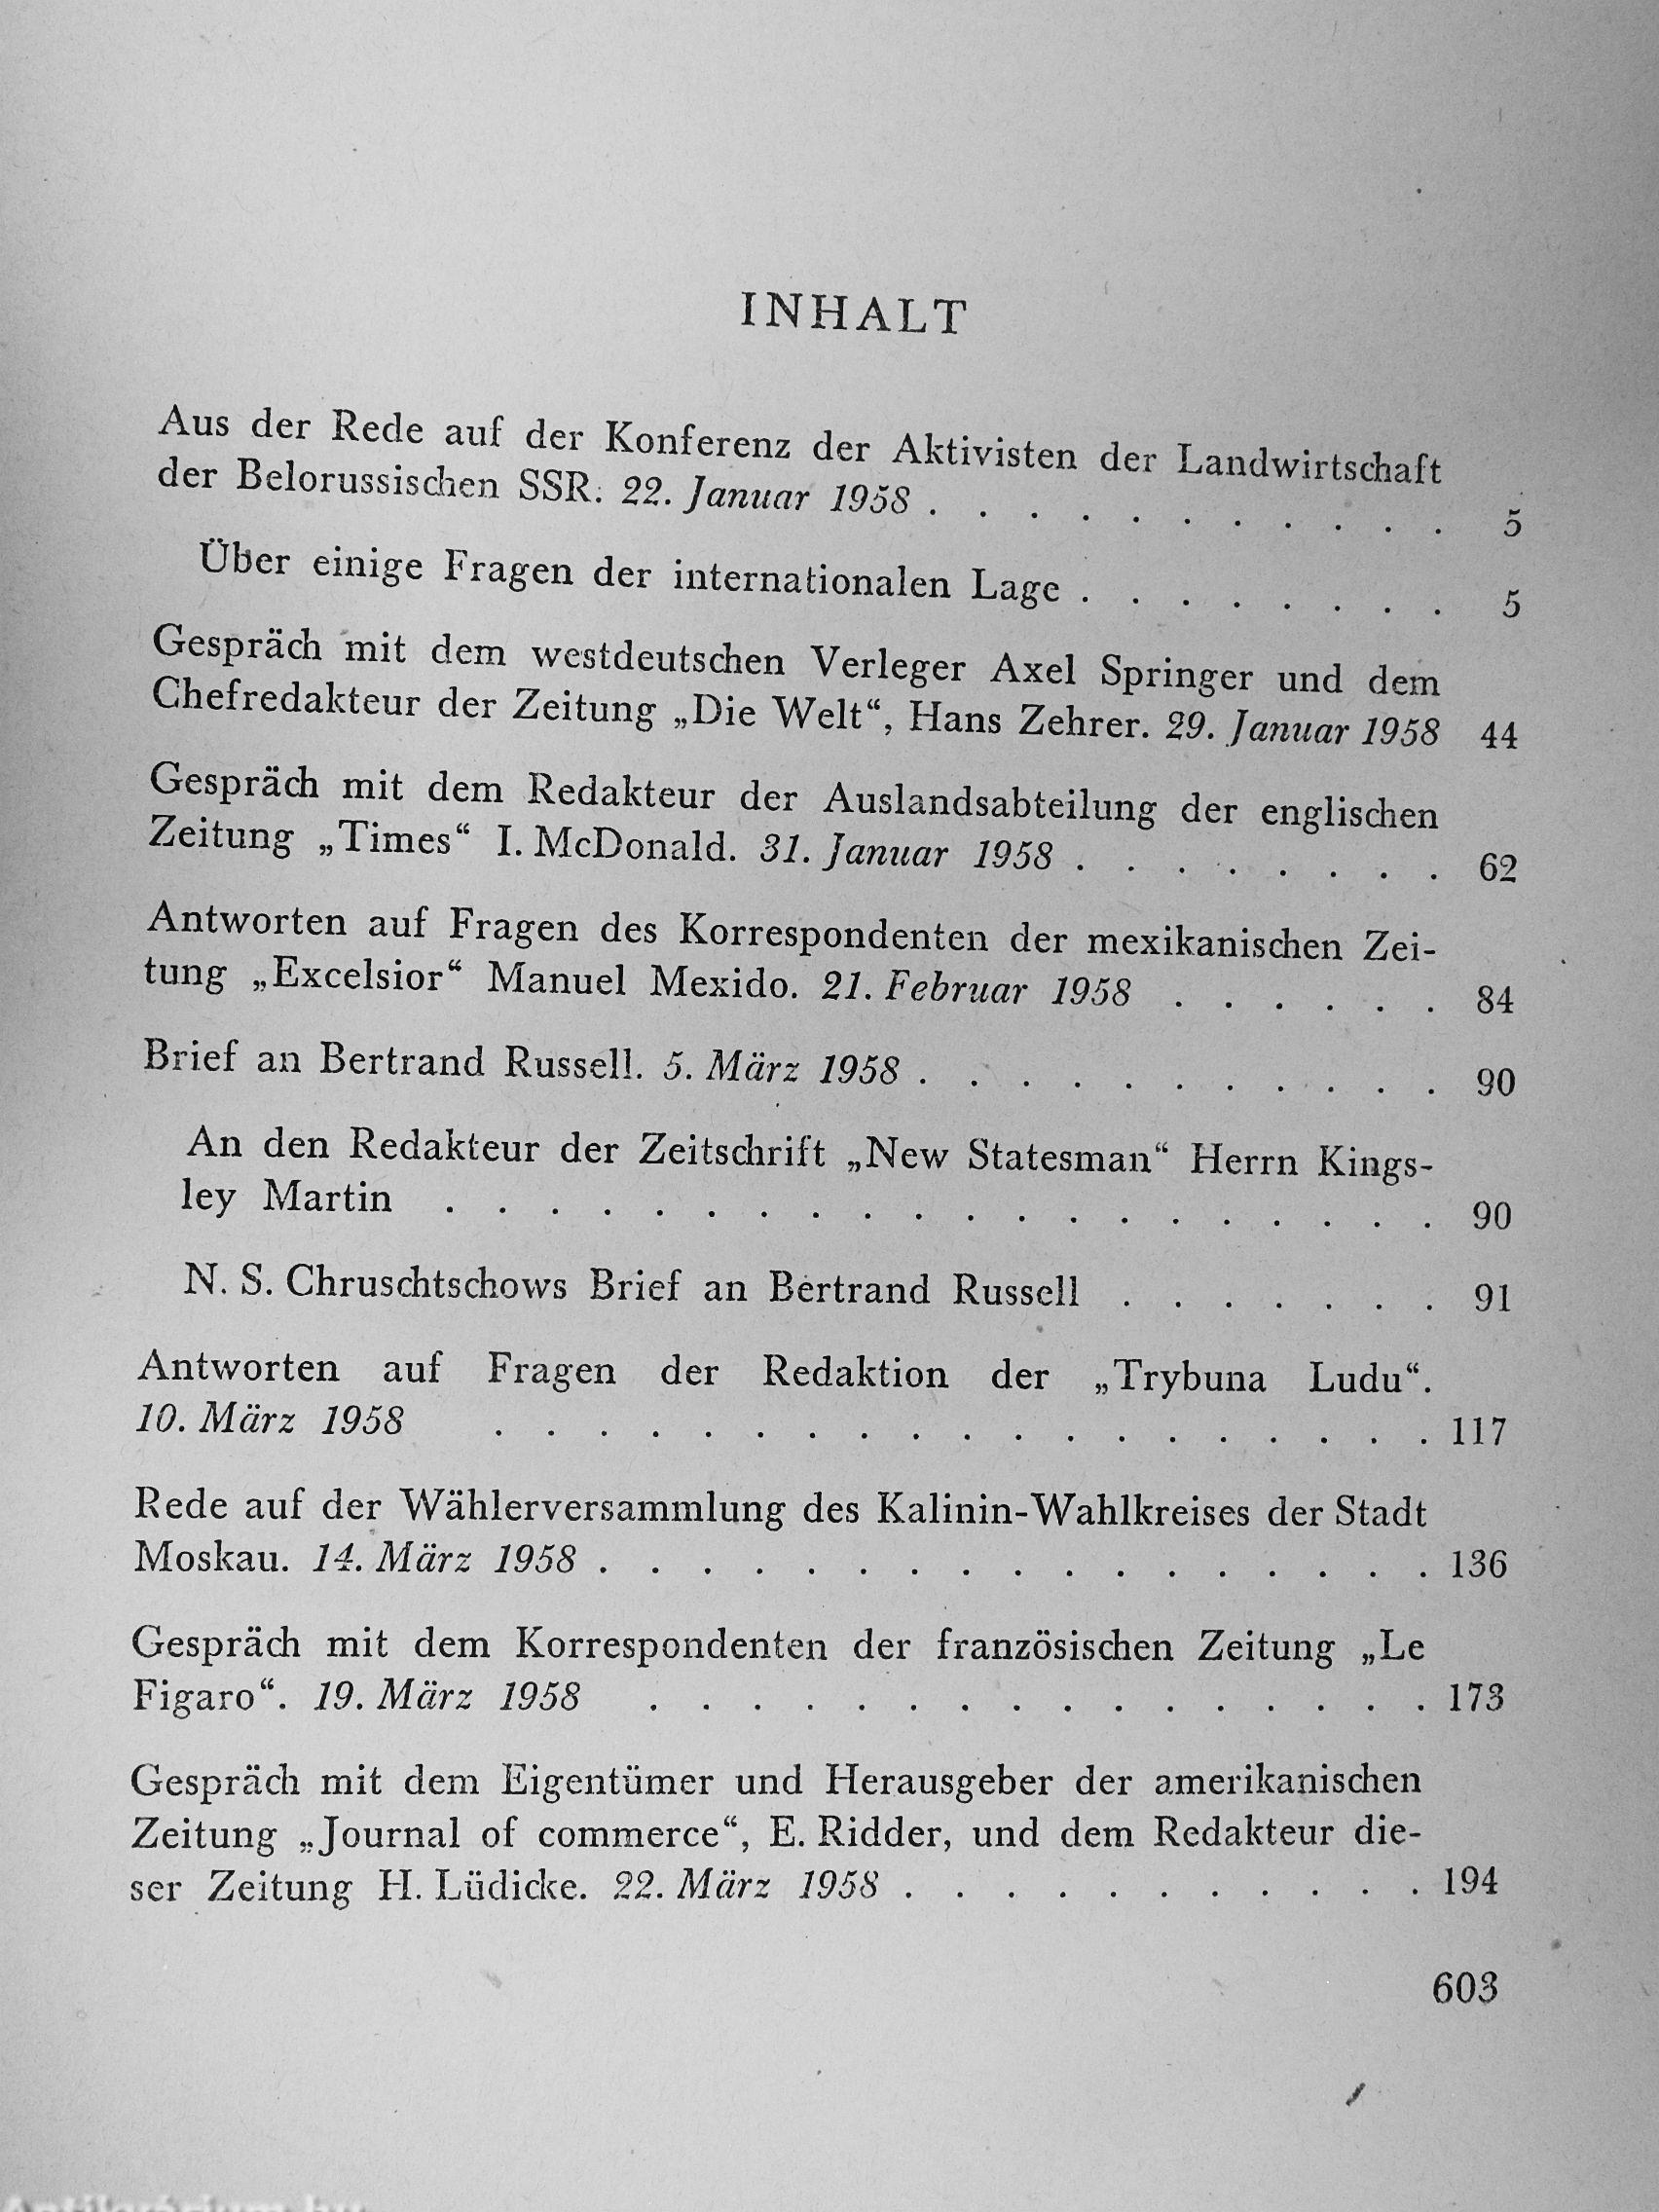 INHALT
Aus der Rede auf der Konferenz der Aktivisten der Landwirtschaft
der Belorussischen SSR. 22. Januar 1958 . . . . . . . . . . . 5
Über einige Fragen der internationalen Lage . . . . . . . . 5
Gespräch mit dem westdeutschen Verleger Axel Springer und dem
Chefredakteur der Zeitung „Die Welt“, Hans Zehrer. 29. Januar 1958 44
Gespräch mit dem Redakteur der Auslandsabteilung der englischen
Zeitung „Times“ I. McDonald. 31. Januar 1958 . . . . . . . . 62
Antworten auf Fragen des Korrespondenten der mexikanischen Zei-
tung „Excelsior“ Manuel Mexido. 21. Februar 1958 . . . . . . 84
Brief an Bertrand Russell. 5. März 1958 . . . . . . . . . . . 90
An den Redakteur der Zeitschrift „New Statesman“ Herrn Kings-
ley Martin . . . . . . . . . . . . . . . . . . . . 90
N. S. Chruschtschows Brief an Bertrand Russell . . . . . . . 91
Antworten auf Fragen der Redaktion der „Trybuna Ludu“.
10. März 1958 . . . . . . . . . . . . . . . . . . . 117
Rede auf der Wählerversammlung des Kalinin-Wahlkreises der Stadt
Moskau. 14. März 1958 . . . . . . . . . . . . . . . . . 136
Gespräch mit dem Korrespondenten der französischen Zeitung „Le
Figaro“. 19. März 1958 . . . . . . . . . . . . . . . . 173
Gespräch mit dem Eigentümer und Herausgeber der amerikanischen
Zeitung „Journal of commerce“, E. Ridder, und dem Redakteur die-
ser Zeitung H. Lüdicke. 22. März 1958 . . . . . . . . . . . 194
603